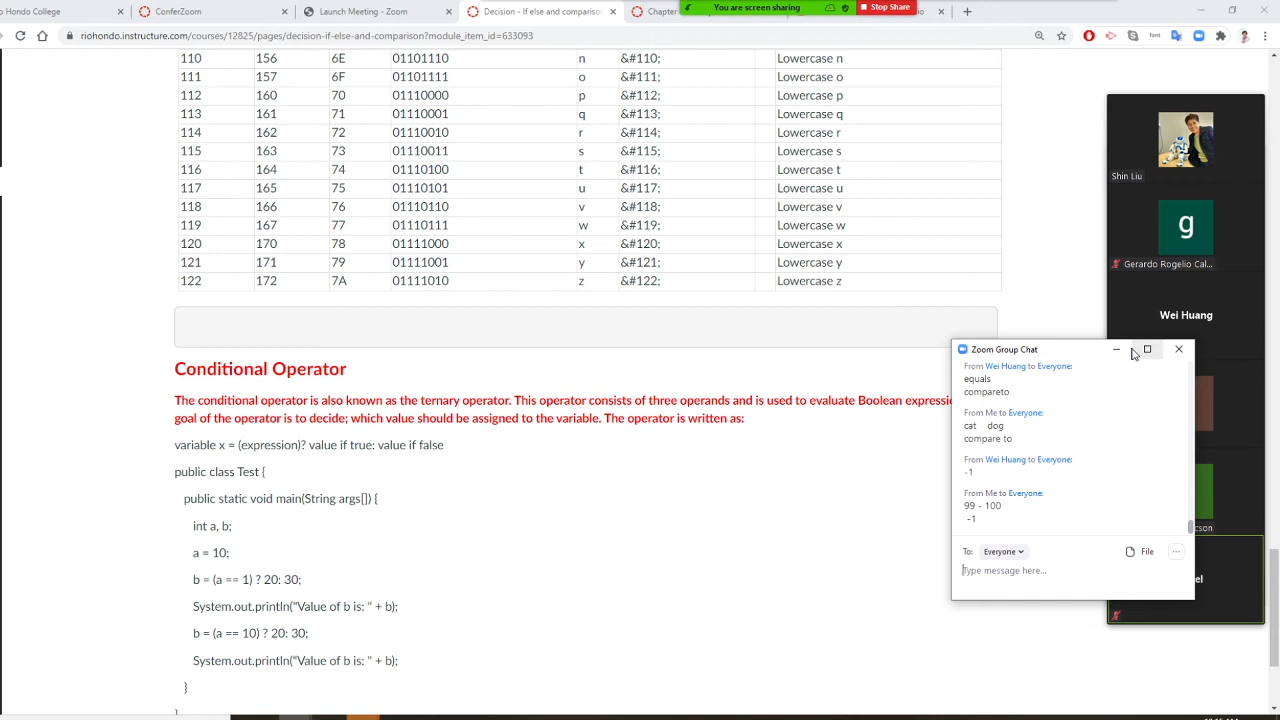 o Hondo College
ConferZoom
Launch Meeting - Zoom
Decision - If else and compariso
Chapter
You are screen sharing
Stop Share
riohondo.instructure.com/courses/12825/pages/decision-if-else-and-comparison?module_item_id=633093
110 156 6E 01101110 n &#110; Lowercase n
111 157 6F 01101111 o &#111; Lowercase o
112 160 70 01110000 p &#112; Lowercase p
113 161 71 01110001 q &#113; Lowercase q
114 162 72 01110010 r &#114; Lowercase r
115 163 73 01110011 s &#115; Lowercase s
116 164 74 01110100 t &#116; Lowercase t
117 165 75 01110101 u &#117; Lowercase u
118 166 76 01110110 v &#118; Lowercase v
119 167 77 01110111 w &#119; Lowercase w
120 170 78 01111000 x &#120; Lowercase x
121 171 79 01111001 y &#121; Lowercase y
122 172 7A 01111010 z &#122; Lowercase z
Conditional Operator
The conditional operator is also known as the ternary operator. This operator consists of three operands and is used to evaluate Boolean expressi
goal of the operator is to decide; which value should be assigned to the variable. The operator is written as:
variable x = (expression)? value if true: value if false
public class Test {
public static void main(String args[]) {
int a, b;
a = 10;
b = (a == 1) ? 20: 30;
System.out.println("Value of b is: " + b);
b = (a == 10) ? 20: 30;
System.out.println("Value of b is: " + b);
}
Shin Liu
g
Gerardo Rogelio Cal...
Wei Huang
Zoom Group Chat
From Wei Huang to Everyone:
equals
compareto
From Me to Everyone:
cat dog
compare to
From Wei Huang to Everyone:
-1
From Me to Everyone:
99 - 100
-1
To: Everyone
File
Type message here...